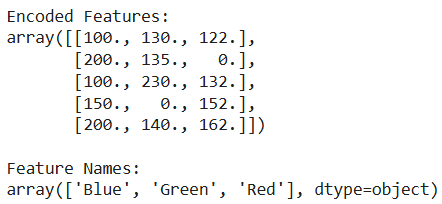 Encoded Features:
array([[100., 130., 122.],
       [200., 135.,   0.],
       [100., 230., 132.],
       [150.,   0., 152.],
       [200., 140., 162.]])
Feature Names:
array(['Blue', 'Green', 'Red'], dtype=object)